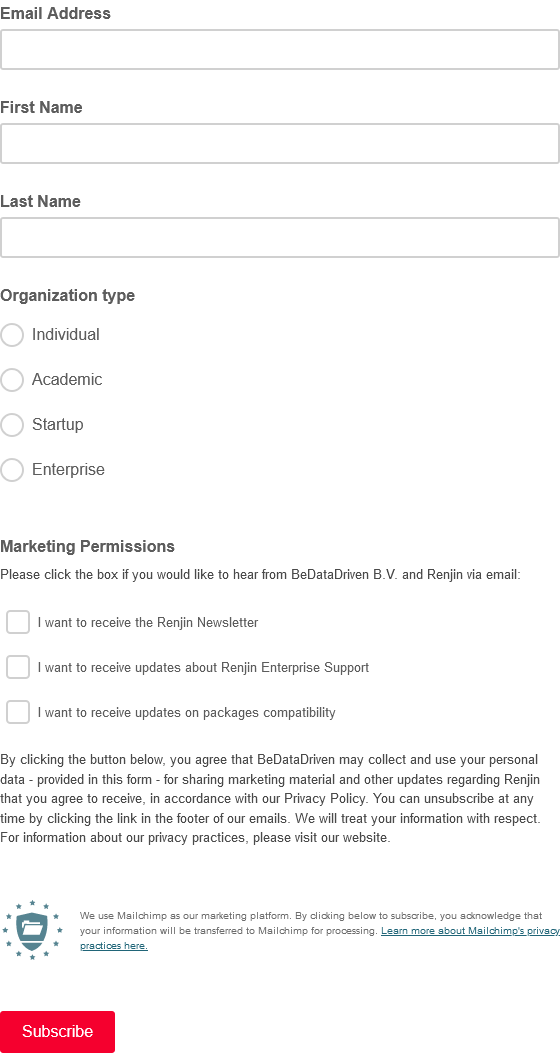 Email Address
First Name
Last Name
Organization type
Individual
Academic
Startup
Enterprise
Marketing Permissions
Please click the box if you would like to hear from BeDataDriven B.V. and Renjin via email:
I want to receive the Renjin Newsletter
I want to receive updates about Renjin Enterprise Support
I want to receive updates on packages compatibility
By clicking the button below, you agree that BeDataDriven may collect and use your personal
data - provided in this form - for sharing marketing material and other updates regarding Renjin
that you agree to receive, in accordance with our Privacy Policy. You can unsubscribe at any
time by clicking the link in the footer of our emails. We will treat your information with respect.
For information about our privacy practices, please visit our website.
We use Mailchimp as our marketing platform. By clicking below to subscribe, you acknowledge that
your information will be transferred to Mailchimp for processing. Learn more about Mailchimp's privacy
practices here.
Subscribe